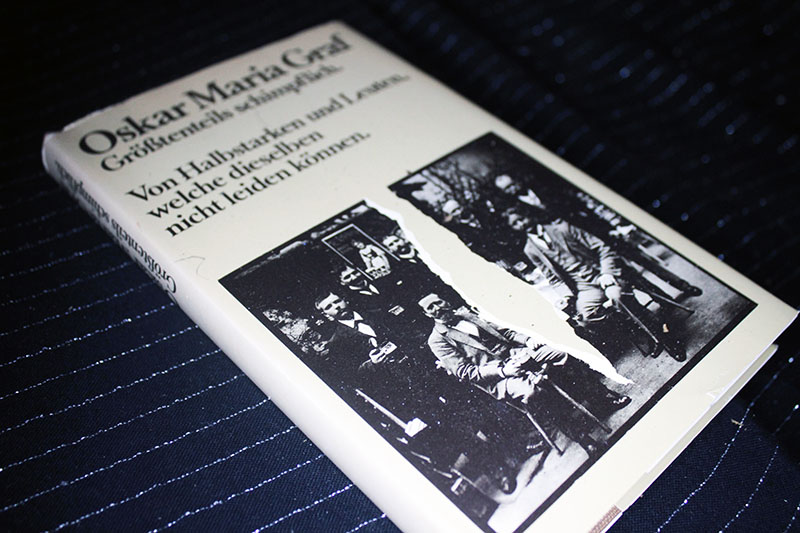 Oskar Maria Graf
Größtenteils schimpflich.
Von Halbstarken und Leuten,
welche dieselben
nicht leiden können.
Größtenteils schimpflich